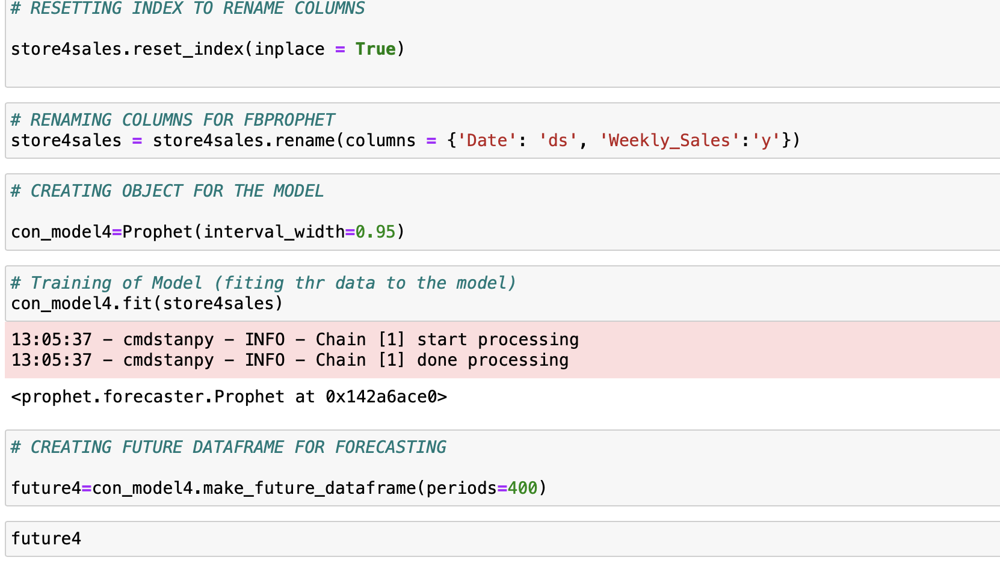 # RESETTING INDEX TO RENAME COLUMNS
store4sales.reset_index(inplace = True)
# RENAMING COLUMNS FOR FBPROPHET
store4sales = store4sales.rename(columns = {'Date': 'ds', 'Weekly_Sales':'y'})
# CREATING OBJECT FOR THE MODEL
con_model4=Prophet(interval_width=0.95)
# Training of Model (fiting thr data to the model)
con_model4.fit(store4sales)
13:05:37 - cmdstanpy - INFO - Chain [1] start processing
13:05:37 - cmdstanpy - INFO - Chain [1] done processing
<prophet.forecaster.Prophet at 0x142a6ace0>
# CREATING FUTURE DATAFRAME FOR FORECASTING
future4=con_model4.make_future_dataframe(periods=400)
future4